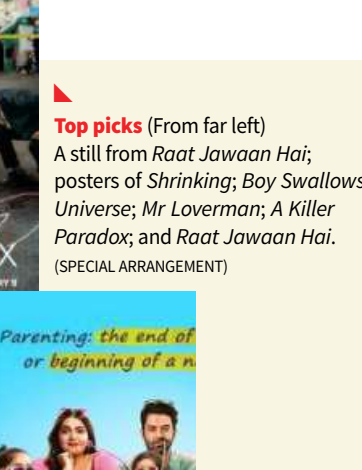 Top picks (From far left)
A still from Raat Jawaan Hai;
posters of Shrinking; Boy Swallows
Universe; Mr Loverman; A Killer
Paradox; and Raat Jawaan Hai.
(SPECIAL ARRANGEMENT)
X
Parenting: the end of
or beginning of a